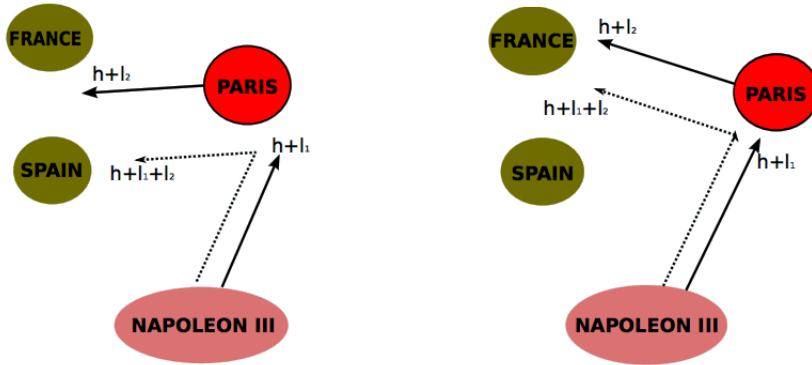 FRANCE
h+l₂
PARIS
h+l₁
SPAIN
h+l₁+l₂
NAPOLEON III
h+l₂
FRANCE
PARIS
h+l₁+l₂
h+l₁
SPAIN
NAPOLEON III